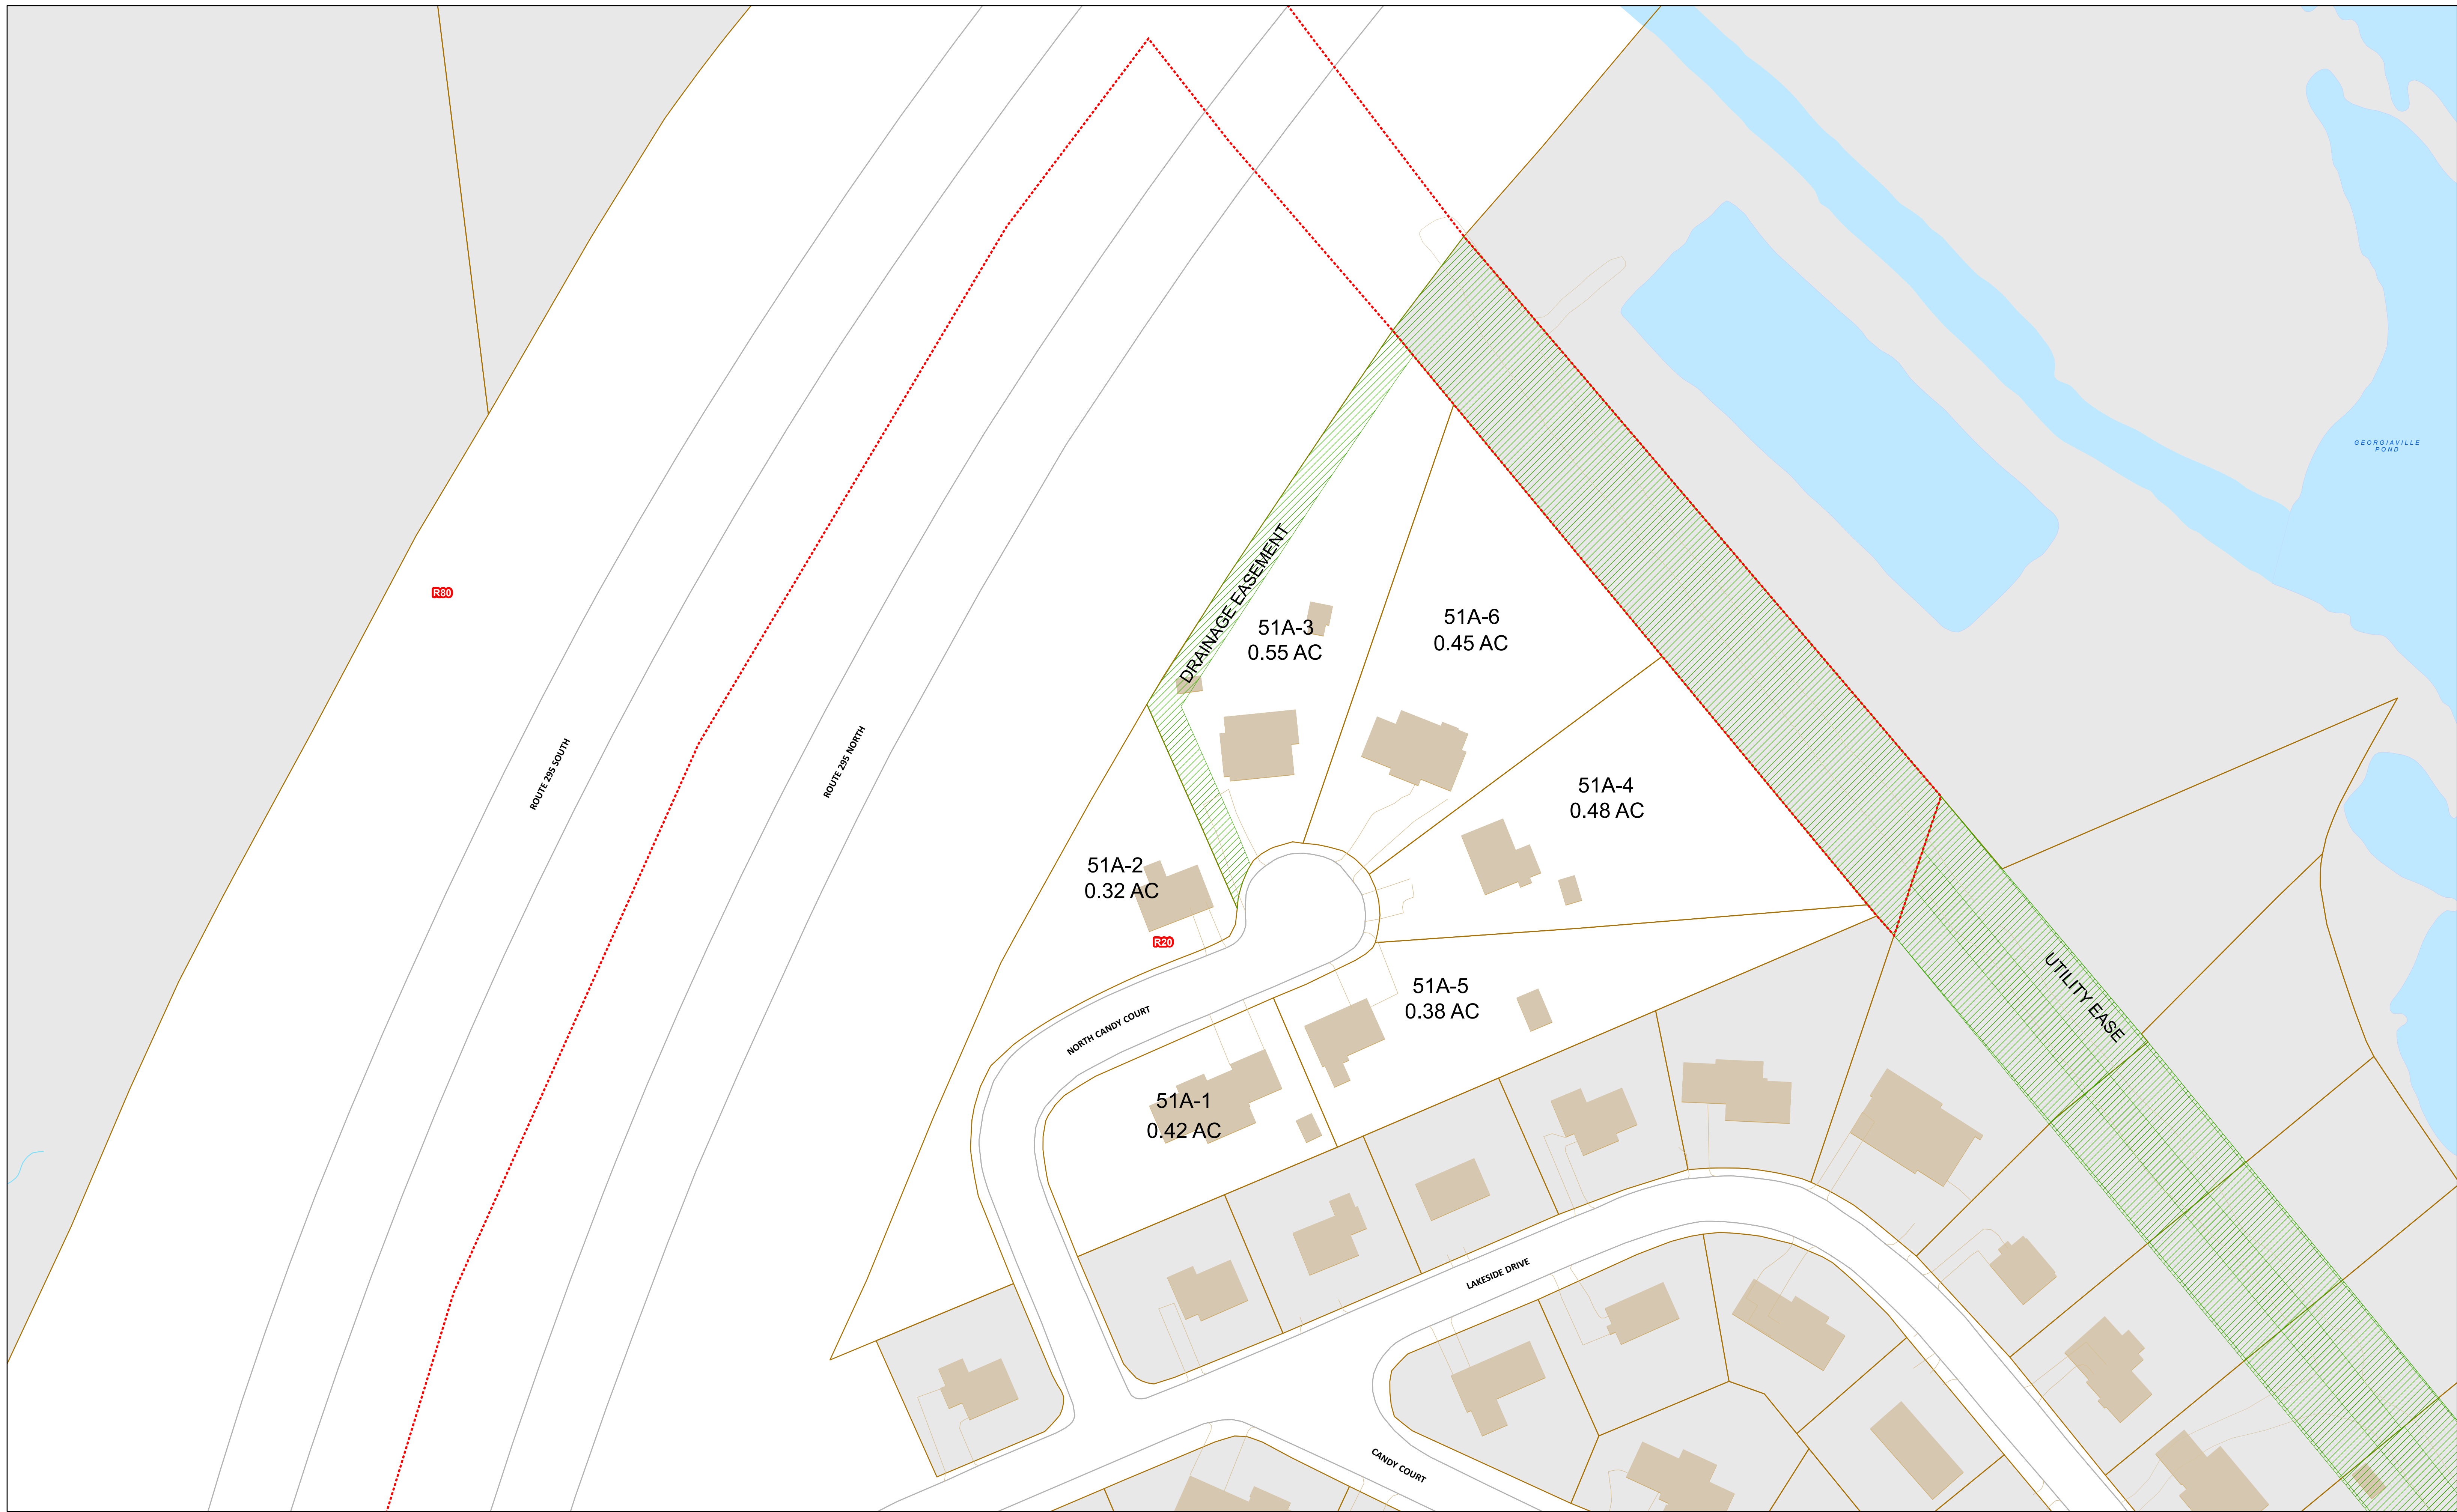 GEORGIAVILLE
POND
R80
DRAINAGE EASEMENT
51A-3
0.55 AC
51A-6
0.45 AC
ROUTE 295 SOUTH
ROUTE 295 NORTH
51A-4
0.48 AC
51A-2
0.32 AC
R20
UTILITY EASE
51A-5
0.38 AC
NORTH CANDY COURT
51A-1
0.42 AC
LAKESIDE DRIVE
CANDY COURT